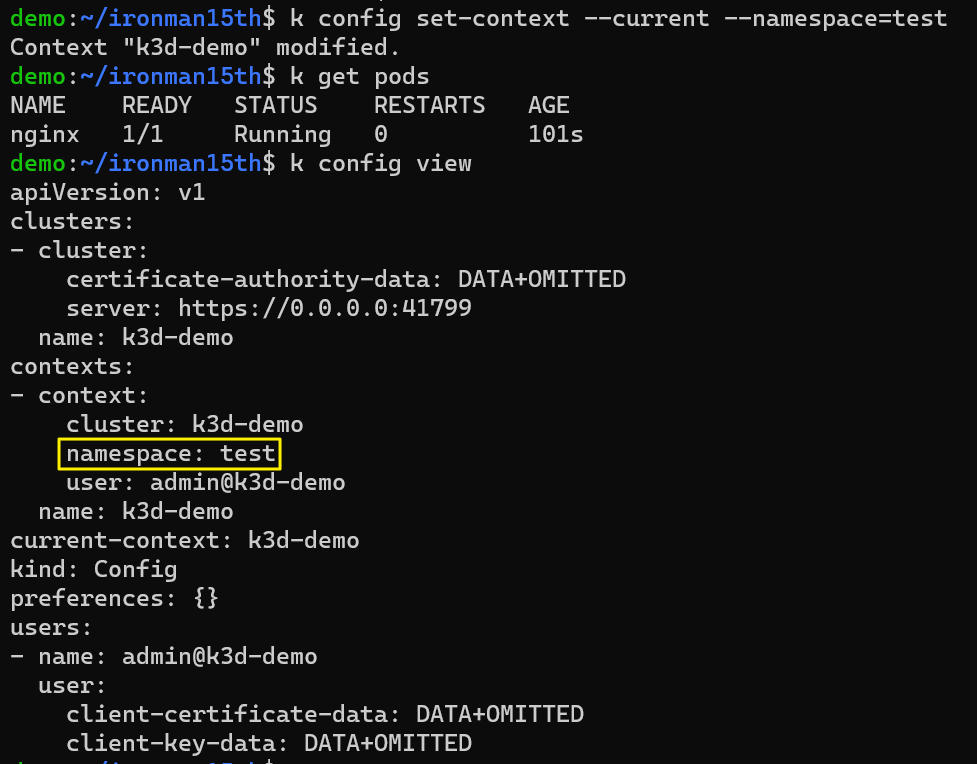 demo:~/ironman15th$ k config set-context --current --namespace=test
Context "k3d-demo" modified.
demo:~/ironman15th$ k get pods
NAME    READY   STATUS    RESTARTS   AGE
nginx   1/1     Running   0          101s
demo:~/ironman15th$ k config view
apiVersion: v1
clusters:
- cluster:
    certificate-authority-data: DATA+OMITTED
    server: https://0.0.0.0:41799
  name: k3d-demo
contexts:
- context:
    cluster: k3d-demo
    namespace: test
    user: admin@k3d-demo
  name: k3d-demo
current-context: k3d-demo
kind: Config
preferences: {}
users:
- name: admin@k3d-demo
  user:
    client-certificate-data: DATA+OMITTED
    client-key-data: DATA+OMITTED